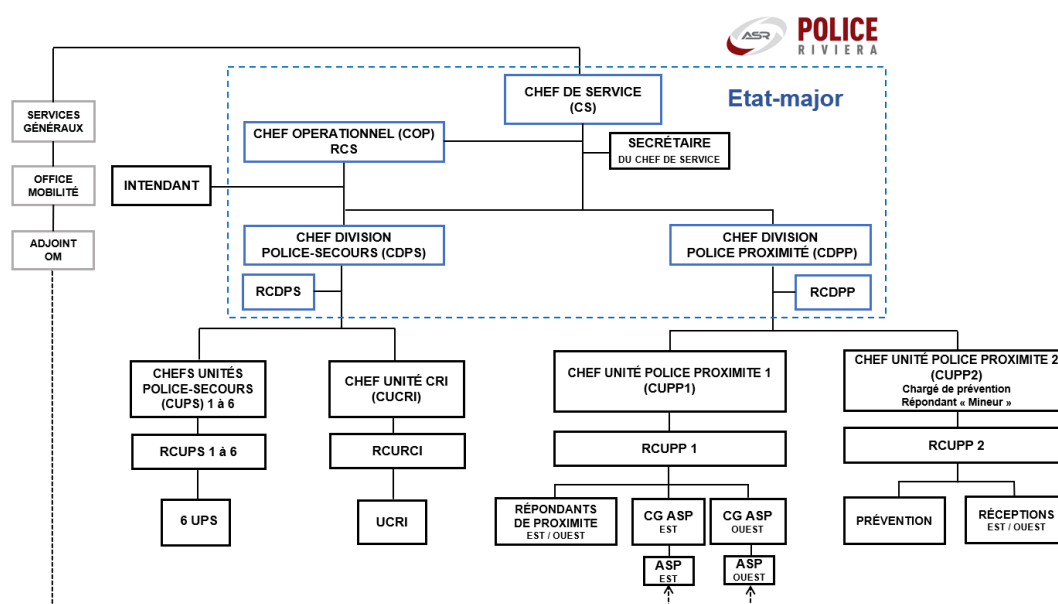 ASR
POLICE
RIVIERA
CHEF DE SERVICE
(CS)
Etat-major
SERVICES
GÉNÉRAUX
CHEF OPERATIONNEL (COP)
RCS
SECRÉTAIRE
DU CHEF DE SERVICE
OFFICE
MOBILITÉ
INTENDANT
ADJOINT
OM
CHEF DIVISION
POLICE-SECOURS (CDPS)
CHEF DIVISION
POLICE PROXIMITÉ (CDPP)
RCDPS
RCDPP
CHEFS UNITÉS
POLICE-SECOURS
(CUPS) 1 à 6
CHEF UNITÉ CRI
(CUCRI)
CHEF UNITÉ POLICE PROXIMITE 1
(CUPP1)
CHEF UNITÉ POLICE PROXIMITE 2
(CUPP2)
Chargé de prévention
Répondant « Mineur »
RCUPS 1 à 6
RCURCI
RCUPP 1
RCUPP 2
6 UPS
UCRI
RÉPONDANTS
DE PROXIMITE
EST / OUEST
CG ASP
EST
CG ASP
OUEST
PRÉVENTION
RÉCEPTIONS
EST / OUEST
ASP
EST
ASP
OUEST